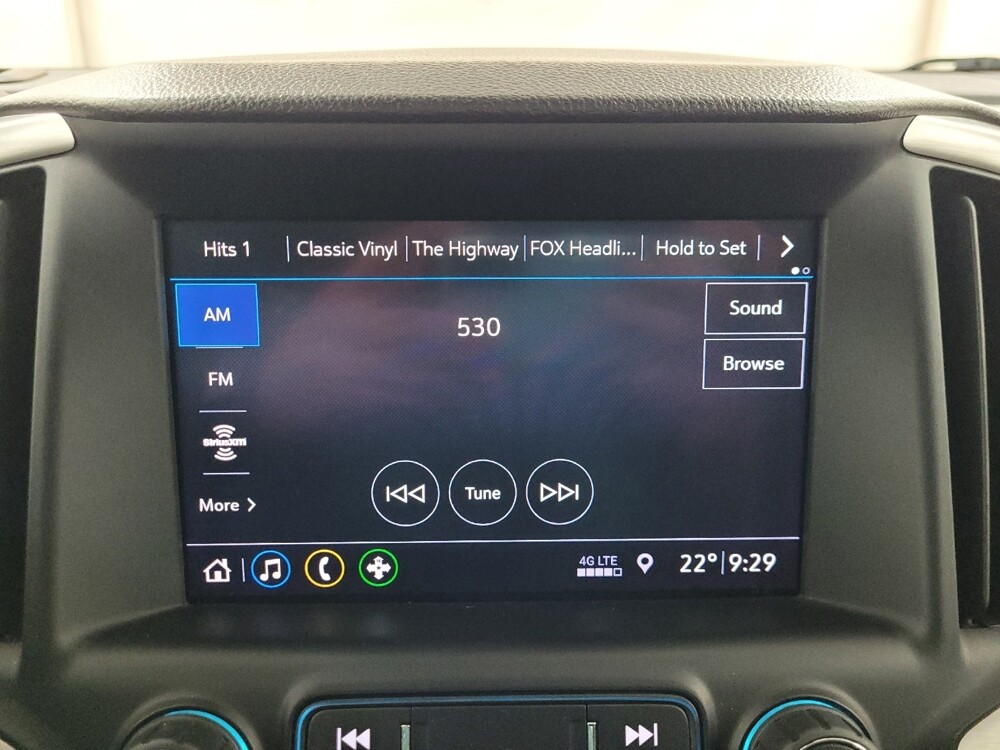 Hits 1 Classic Vinyl The Highway FOX Headli... Hold to Set
AM 530 Sound
FM Browse
SiriusXM
More
Tune
4G LTE 22° 9:29